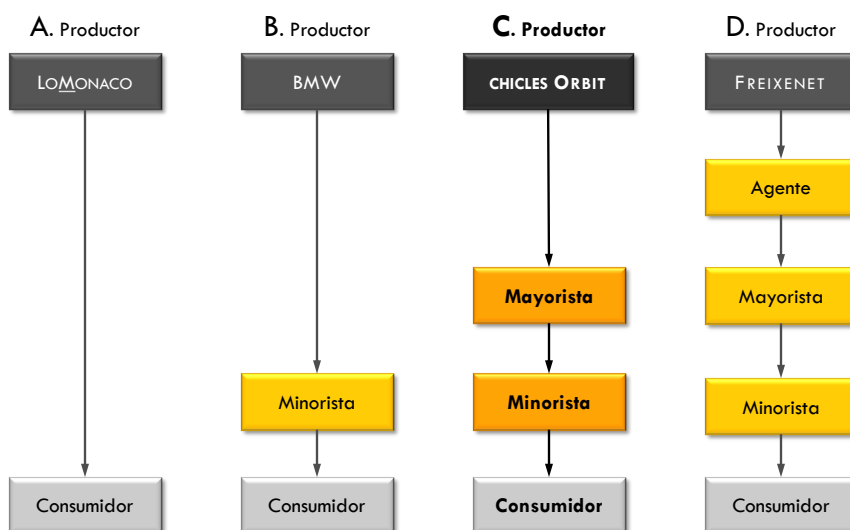 A. Productor
LOMONACO
Consumidor
B. Productor
BMW
Minorista
Consumidor
C. Productor
CHICLES ORBIT
Mayorista
Minorista
Consumidor
D. Productor
FREIXENET
Agente
Mayorista
Minorista
Consumidor